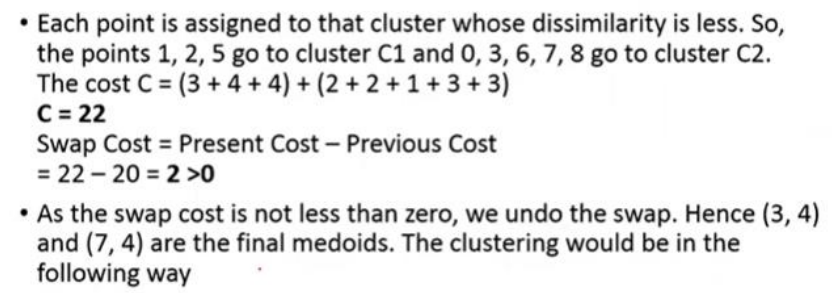 • Each point is assigned to that cluster whose dissimilarity is less. So,
the points 1, 2, 5 go to cluster C1 and 0, 3, 6, 7, 8 go to cluster C2.
The cost C = (3 + 4 + 4) + (2 + 2 + 1 + 3 + 3)
C = 22
Swap Cost = Present Cost – Previous Cost
= 22 – 20 = 2 >0
• As the swap cost is not less than zero, we undo the swap. Hence (3, 4)
and (7, 4) are the final medoids. The clustering would be in the
following way